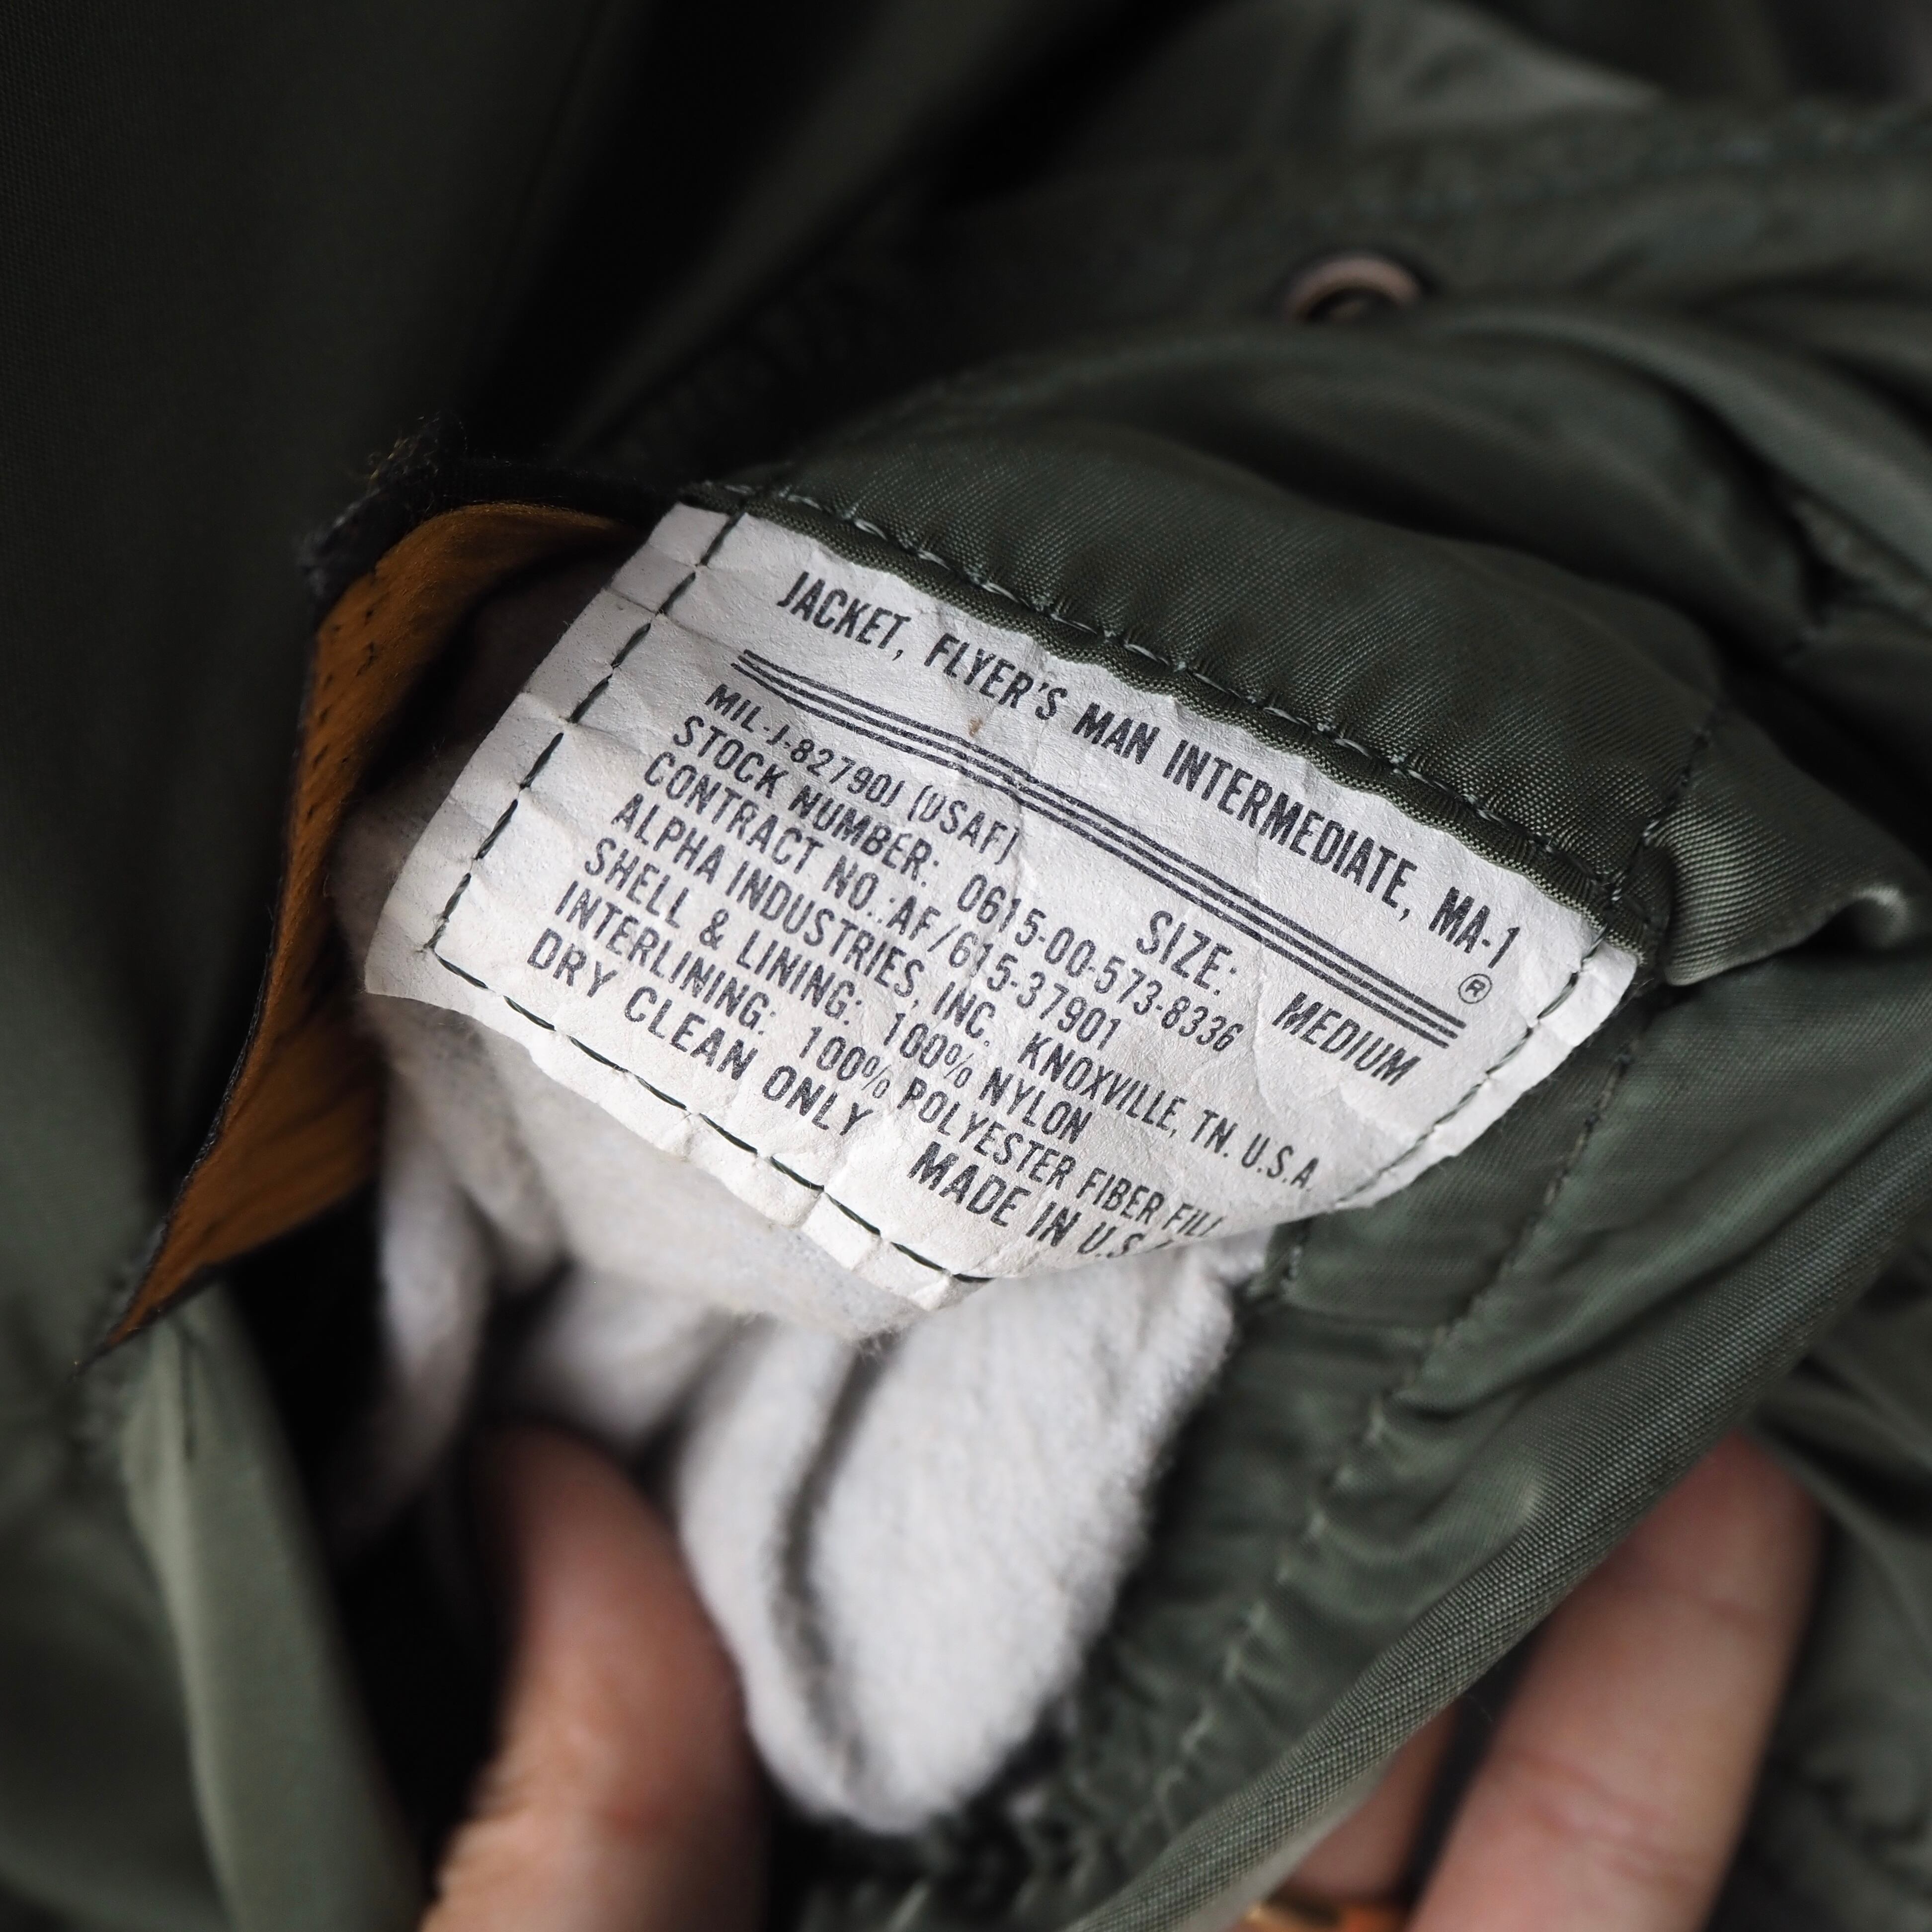 JACKET, FLYER'S MAN INTERMEDIATE, MA-1
®
MIL-J-82790J (USAF) SIZE: MEDIUM
STOCK NUMBER: 0615-00-573-8336
CONTRACT NO.:AF/615-37901
ALPHA INDUSTRIES, INC. KNOXVILLE, TN. U.S.A.
SHELL & LINING: 100% NYLON
INTERLINING: 100% POLYESTER FIBER FILL
DRY CLEAN ONLY MADE IN U.S.